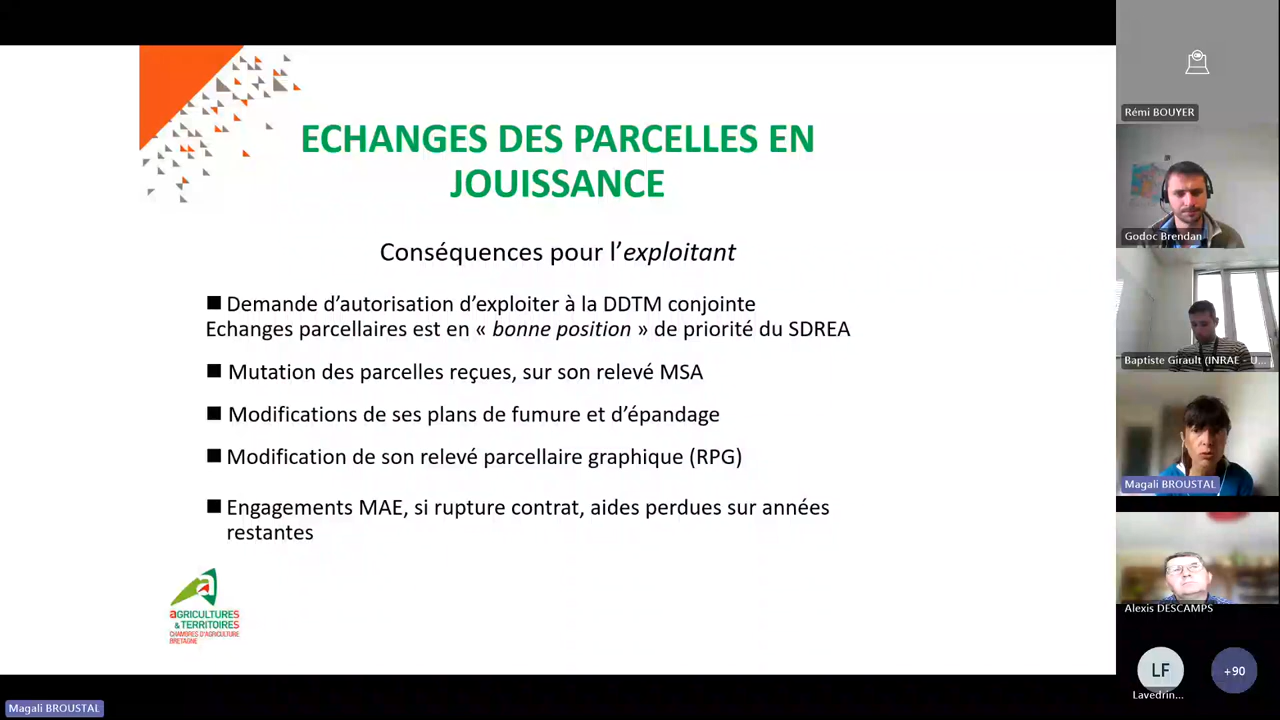 ECHANGES DES PARCELLES EN
JOUISSANCE
Conséquences pour l'exploitant
Demande d'autorisation d'exploiter à la DDTM conjointe
Echanges parcellaires est en « bonne position » de priorité du SDREA
Mutation des parcelles reçues, sur son relevé MSA
Modifications de ses plans de fumure et d'épandage
Modification de son relevé parcellaire graphique (RPG)
Engagements MAE, si rupture contrat, aides perdues sur années
restantes
AGRICULTURES
& TERRITOIRES
CHAMBRES D'AGRICULTURE
BRETAGNE
Magali BROUSTAL
Rémi BOUYER
Godoc Brendan
Baptiste Girault (INRAE - U...
Magali BROUSTAL
Alexis DESCAMPS
LF
+90
Lavedrin...